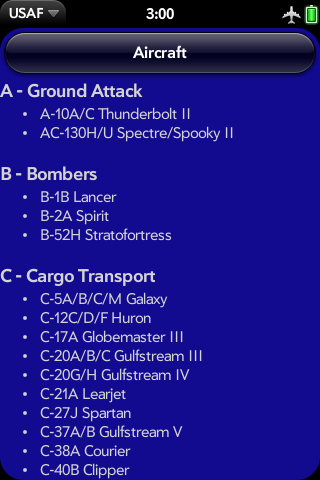 USAF
3:00
Aircraft
A - Ground Attack
• A-10A/C Thunderbolt II
• AC-130H/U Spectre/Spooky II
B - Bombers
• B-1B Lancer
• B-2A Spirit
• B-52H Stratofortress
C - Cargo Transport
• C-5A/B/C/M Galaxy
• C-12C/D/F Huron
• C-17A Globemaster III
• C-20A/B/C Gulfstream III
• C-20G/H Gulfstream IV
• C-21A Learjet
• C-27J Spartan
• C-37A/B Gulfstream V
• C-38A Courier
• C-40B Clipper